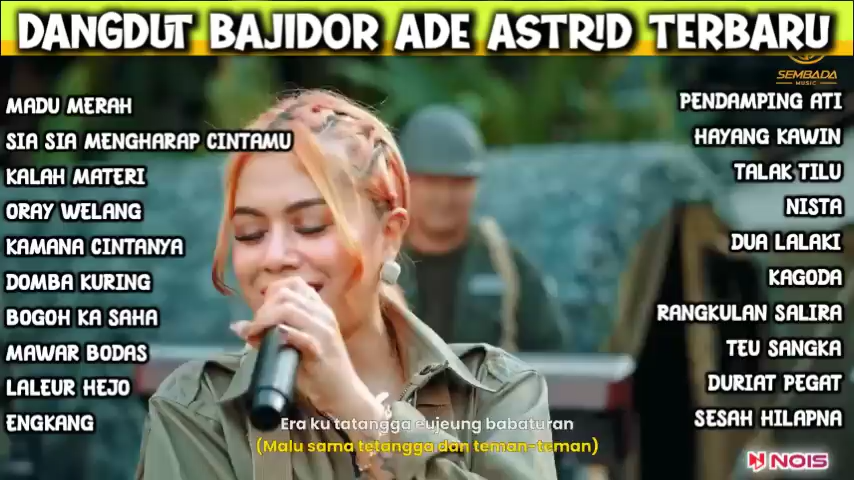 DANGDUT BAJIDOR ADE ASTRID TERBARU
SEMBADA
MUSIC
MADU MERAH
SIA SIA MENGHARAP CINTAMU
KALAH MATERI
ORAY WELANG
KAMANA CINTANYA
DOMBA KURING
BOGOH KA SAHA
MAWAR BODAS
LALEUR HEJO
ENGKANG
PENDAMPING ATI
HAYANG KAWIN
TALAK TILU
NISTA
DUA LALAKI
KAGODA
RANGKULAN SALIRA
TEU SANGKA
DURIAT PEGAT
SESAH HILAPNA
Era ku tatangga eujeung babaturan
(Malu sama tetangga dan teman-teman)
NOIS